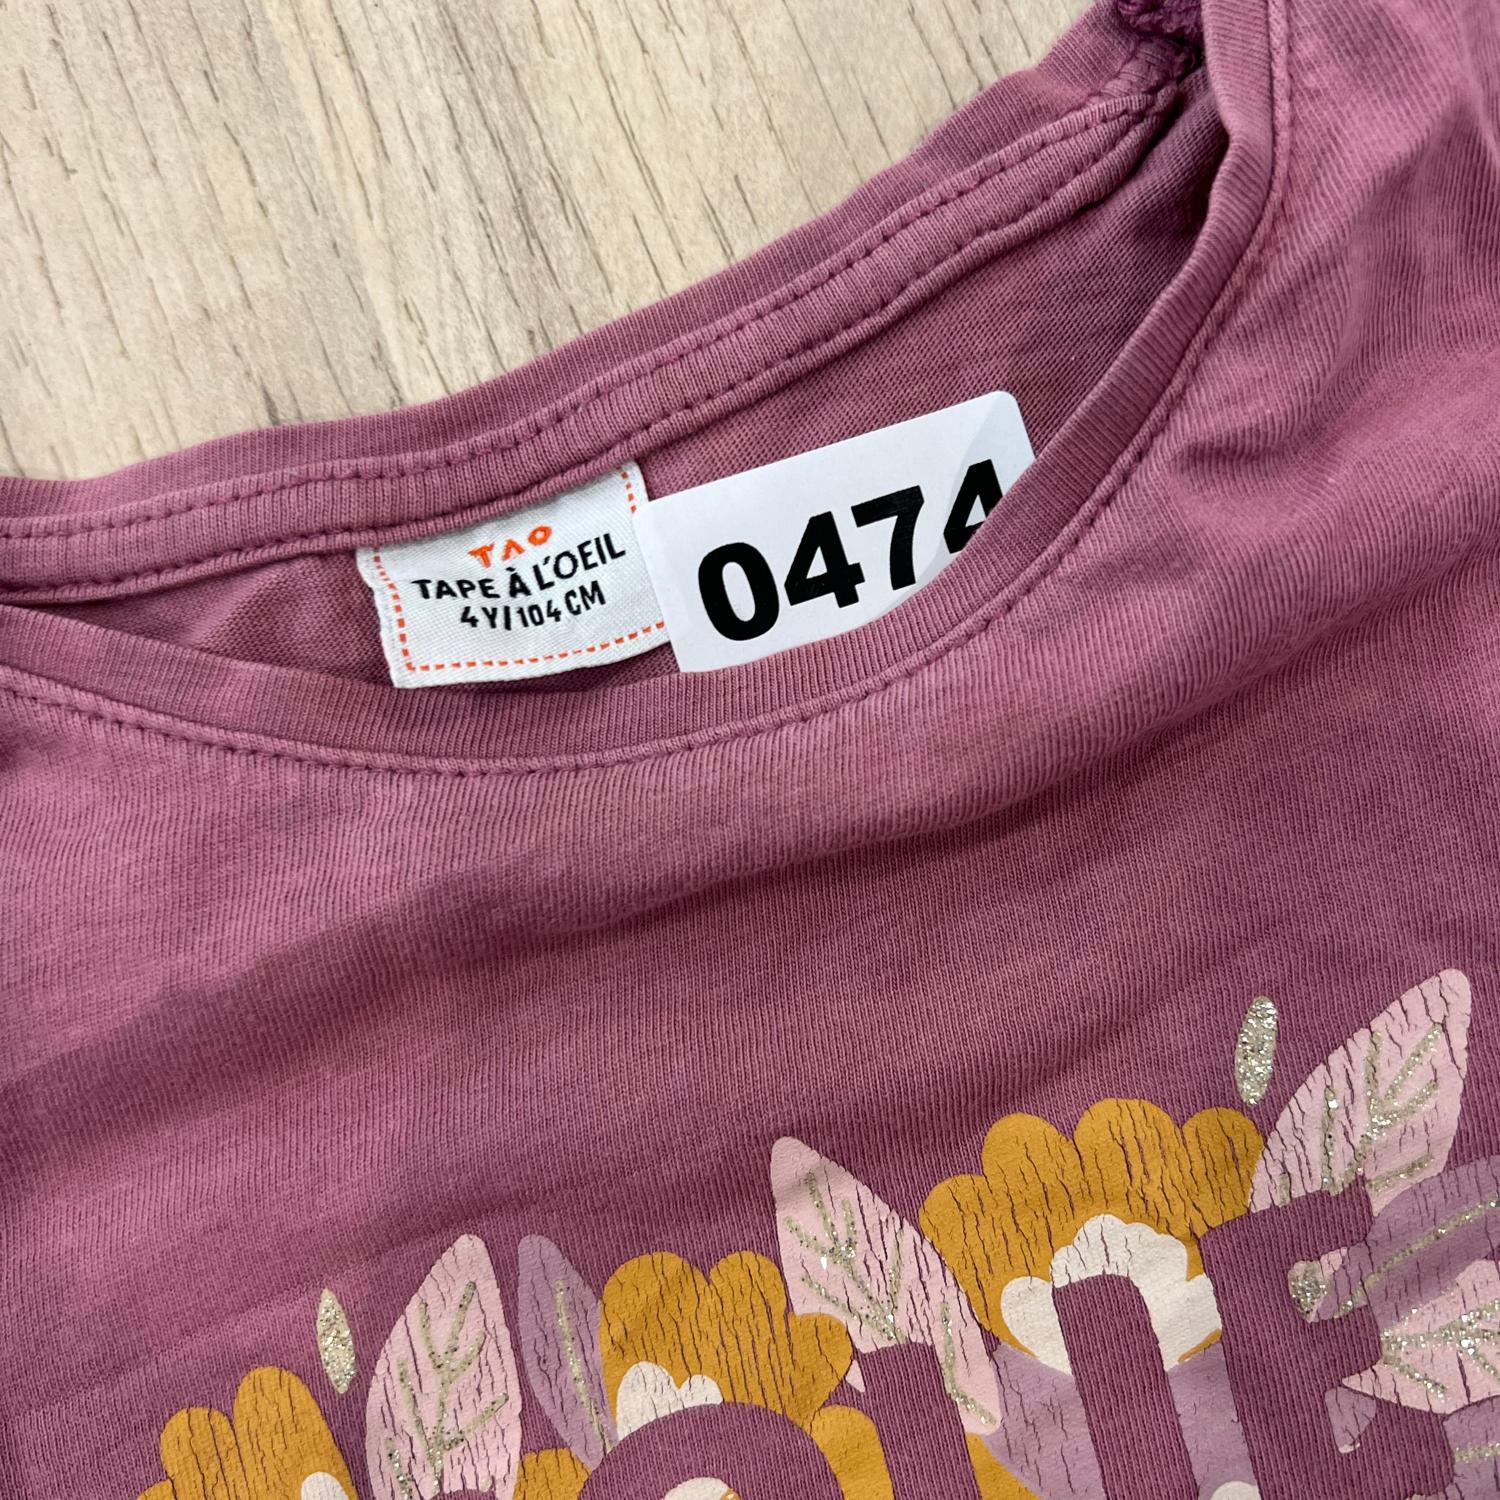 TAO
TAPE À L'OEIL
4Y/104 CM
0474